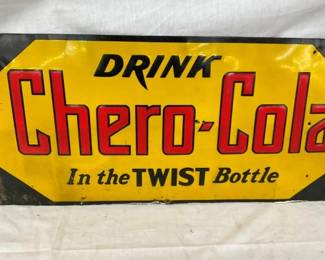 DRINK
Chero-Cola
In the TWIST Bottle